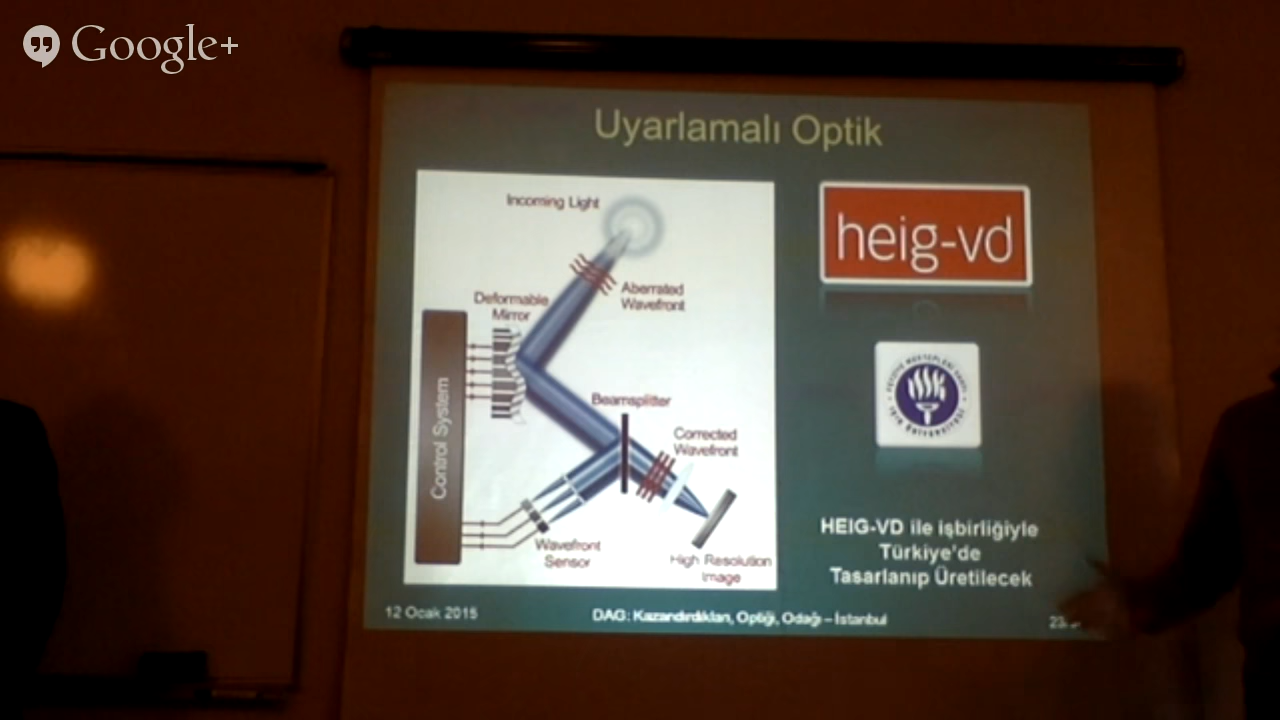 Google+
Uyarlamalı Optik
Incoming Light
Aberrated
Wavefront
Deformable
Mirror
Control System
Beamsplitter
Corrected
Wavefront
Wavefront
Sensor
High Resolution
Image
heig-vd
HEIG-VD ile işbirliğiyle
Türkiye'de
Tasarlanıp Üretilecek
12 Ocak 2015
DAG: Kazandırdıkları, Optiği, Odağı – İstanbul